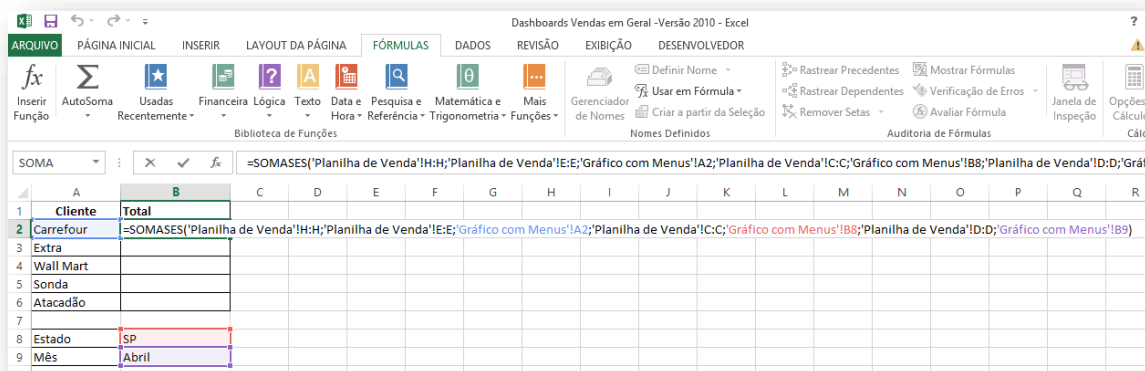 Dashboards Vendas em Geral -Versão 2010 - Excel ?
ARQUIVO PÁGINA INICIAL INSERIR LAYOUT DA PÁGINA FÓRMULAS DADOS REVISÃO EXIBIÇÃO DESENVOLVEDOR
fx Σ ? A Q θ ...
Inserir Função
AutoSoma
Usadas Recentemente
Financeira
Lógica
Texto
Data e Hora
Pesquisa e Referência
Matemática e Trigonometria
Mais Funções
Biblioteca de Funções
Gerenciador de Nomes
Definir Nome
Usar em Fórmula
Criar a partir da Seleção
Nomes Definidos
Rastrear Precedentes
Rastrear Dependentes
Remover Setas
Mostrar Fórmulas
Verificação de Erros
Avaliar Fórmula
Auditoria de Fórmulas
Janela de Inspeção
Opções
Cálcul
Cálc
SOMA fx =SOMASES('Planilha de Venda'!H:H;'Planilha de Venda'!E:E;'Gráfico com Menus'!A2;'Planilha de Venda'!C:C;'Gráfico com Menus'!B8;'Planilha de Venda'!D:D;'Gráf
A B C D E F G H I J K L M N O P Q R
1 Cliente Total
2 Carrefour =SOMASES('Planilha de Venda'!H:H;'Planilha de Venda'!E:E;'Gráfico com Menus'!A2;'Planilha de Venda'!C:C;'Gráfico com Menus'!B8;'Planilha de Venda'!D:D;'Gráfico com Menus'!B9)
3 Extra
4 Wall Mart
5 Sonda
6 Atacadão
7
8 Estado SP
9 Mês Abril